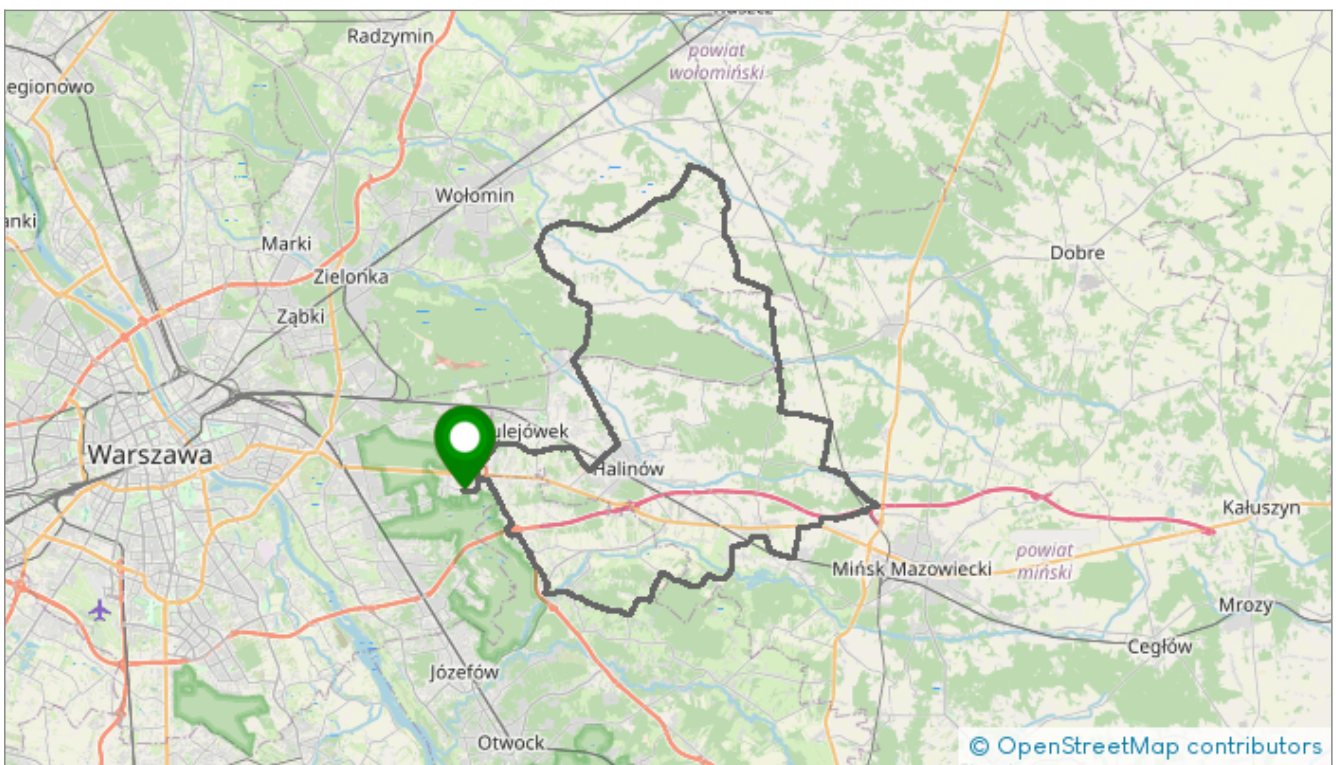 Radzymin
powiat
wołomiński
egionowo
Wołomin
anki
Marki
Dobre
Zielonka
Ząbki
ulejówek
Warszawa
Halinów
Kałuszyn
powiat
miński
Mińsk Mazowiecki
Mrozy
Cegłów
Józefów
Otwock
© OpenStreetMap contributors